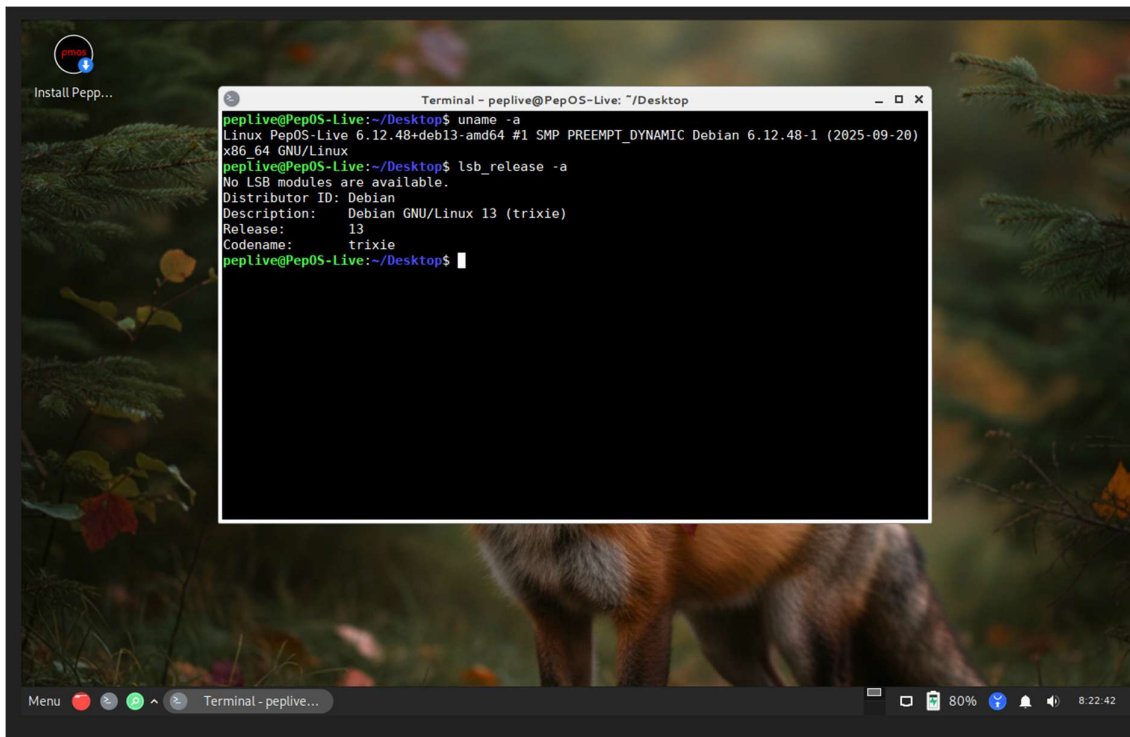 pmos
Install Pepp...
Terminal - peplive@PepOS-Live: ~/Desktop
peplive@PepOS-Live:~/Desktop$ uname -a
Linux PepOS-Live 6.12.48+deb13-amd64 #1 SMP PREEMPT_DYNAMIC Debian 6.12.48-1 (2025-09-20)
x86_64 GNU/Linux
peplive@PepOS-Live:~/Desktop$ lsb_release -a
No LSB modules are available.
Distributor ID: Debian
Description:    Debian GNU/Linux 13 (trixie)
Release:        13
Codename:       trixie
peplive@PepOS-Live:~/Desktop$
Menu
Terminal - peplive...
80%
8:22:42